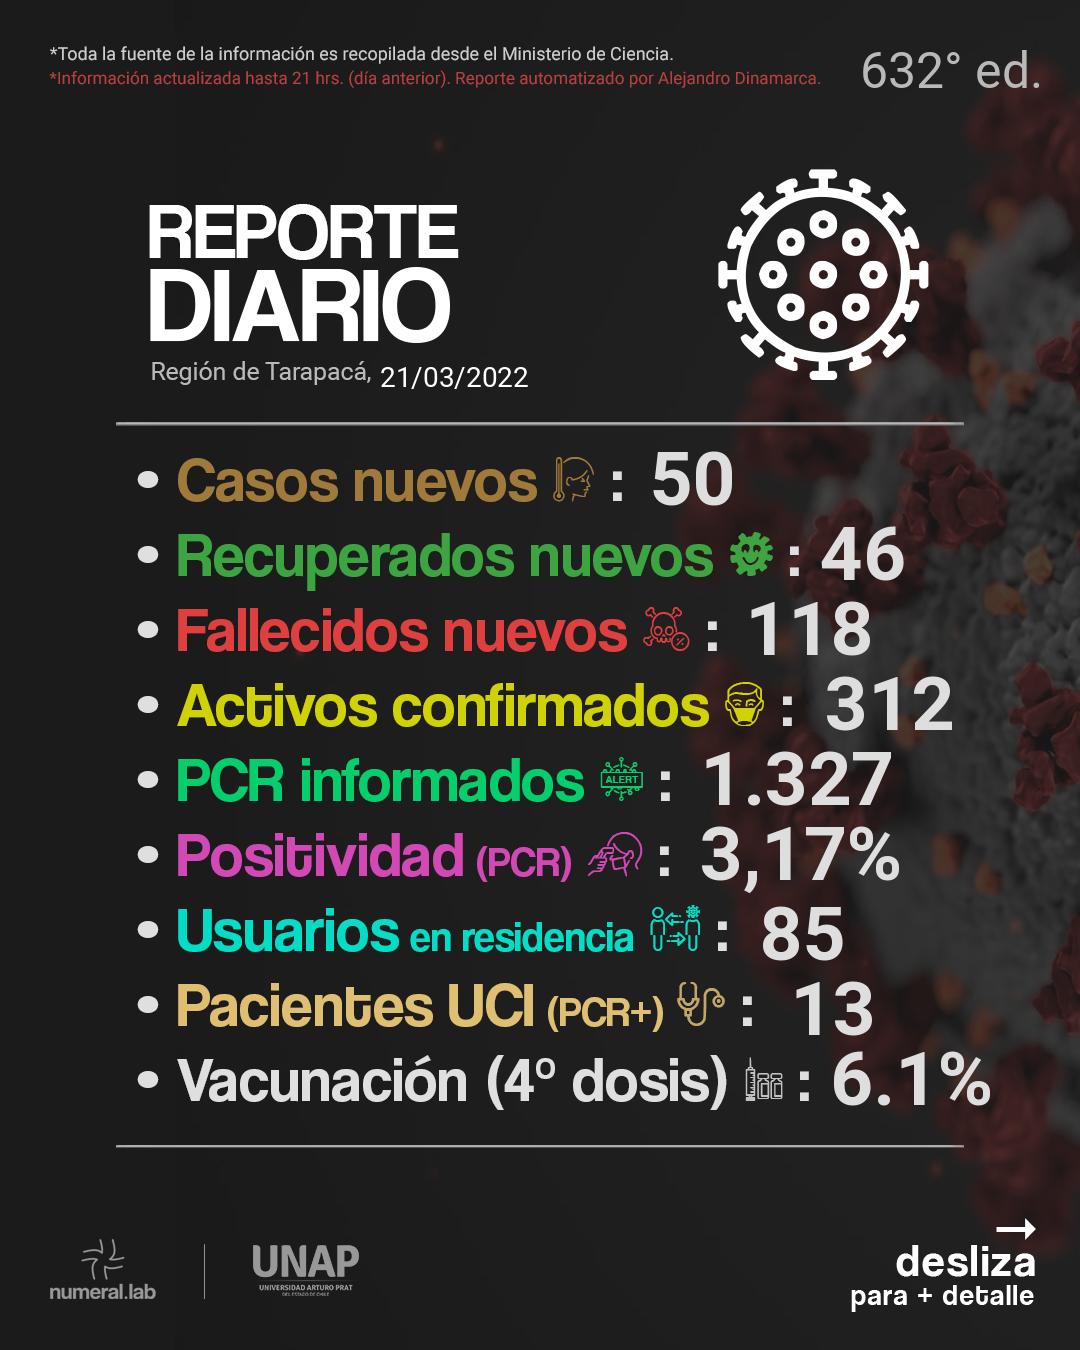 *Toda la fuente de la información es recopilada desde el Ministerio de Ciencia.
*Información actualizada hasta 21 hrs. (día anterior). Reporte automatizado por Alejandro Dinamarca.
632° ed.
REPORTE
DIARIO
Región de Tarapacá, 21/03/2022
• Casos nuevos : 50
• Recuperados nuevos : 46
• Fallecidos nuevos : 118
• Activos confirmados : 312
• PCR informados ALERT : 1.327
• Positividad (PCR) : 3,17%
• Usuarios en residencia : 85
• Pacientes UCI (PCR+) : 13
• Vacunación (4º dosis) : 6.1%
numeral.lab
UNAP
UNIVERSIDAD ARTURO PRAT
DEL ESTADO DE CHILE
→
desliza
para + detalle